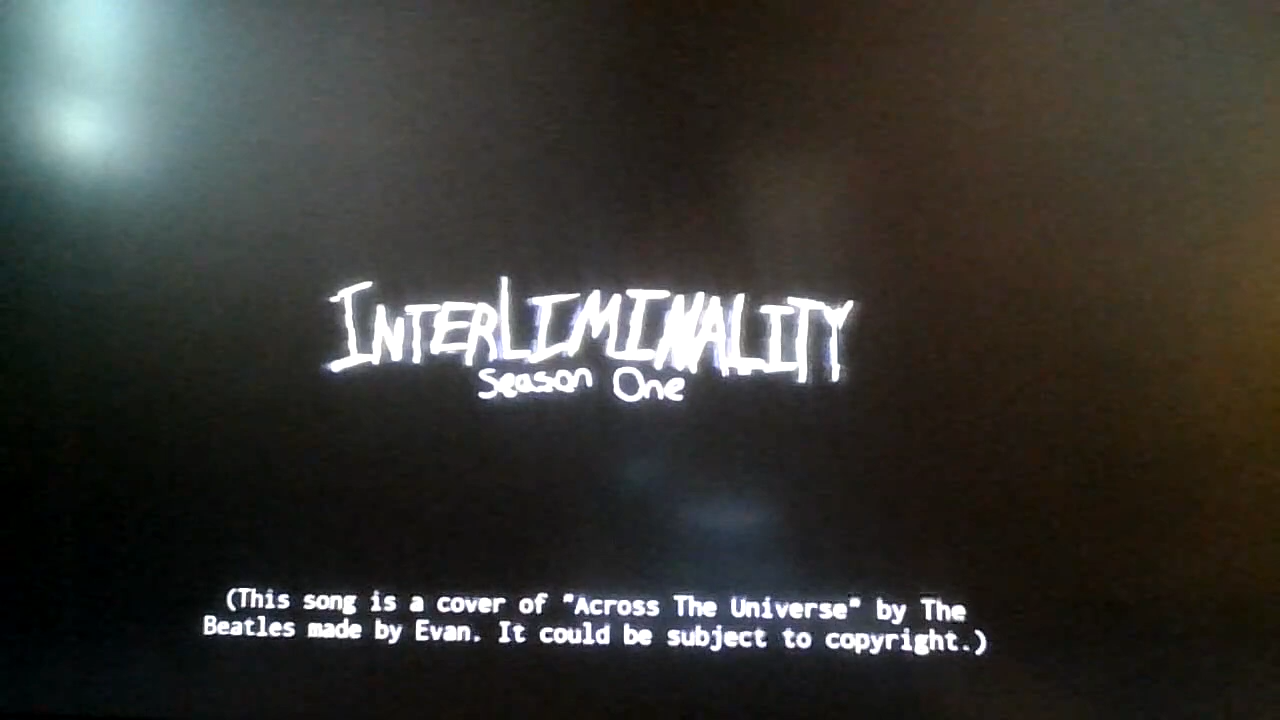 INTERLIMINALITY
Season One
(This song is a cover of "Across The Universe" by The
Beatles made by Evan. It could be subject to copyright.)